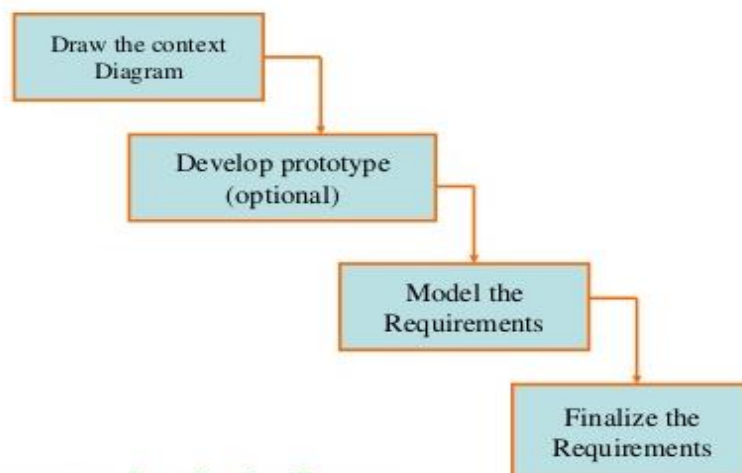 Draw the context
Diagram
Develop prototype
(optional)
Model the
Requirements
Finalize the
Requirements